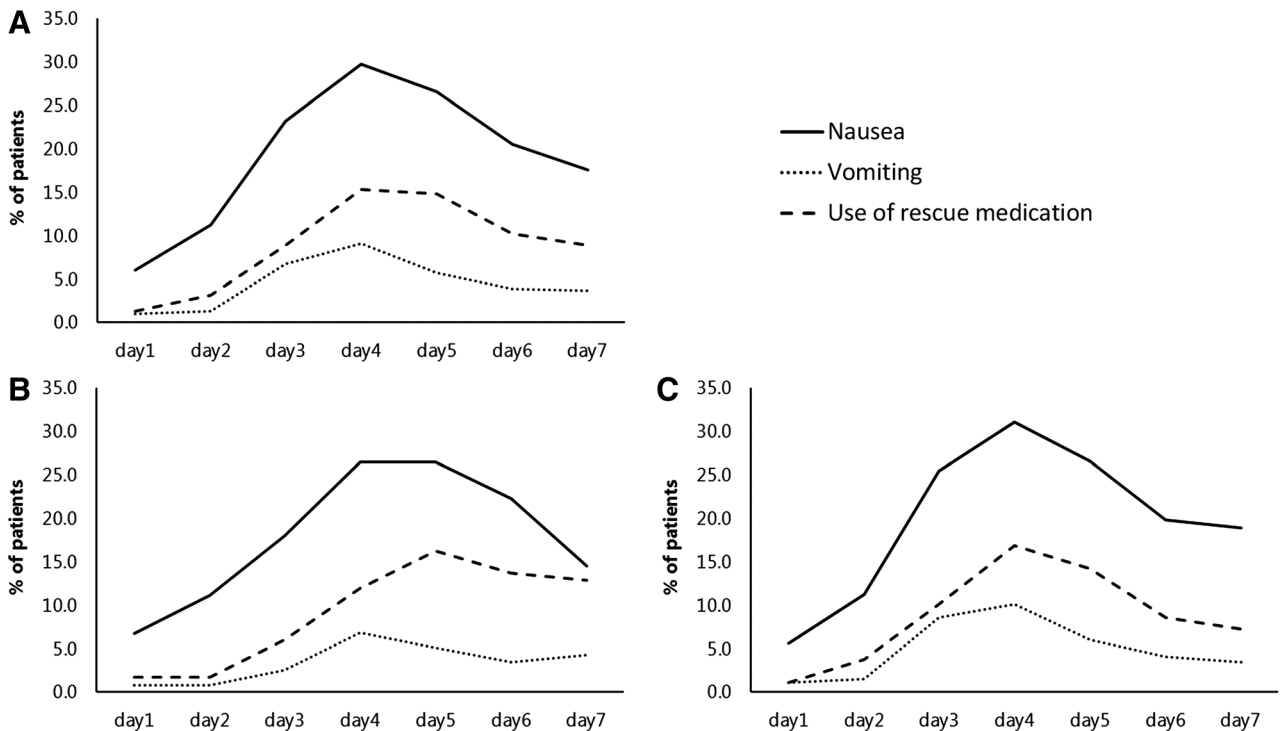 A
% of patients
35.0
30.0
25.0
20.0
15.0
10.0
5.0
0.0
day1 day2 day3 day4 day5 day6 day7
Nausea
Vomiting
Use of rescue medication
B
% of patients
35.0
30.0
25.0
20.0
15.0
10.0
5.0
0.0
day1 day2 day3 day4 day5 day6 day7
C
% of patients
35.0
30.0
25.0
20.0
15.0
10.0
5.0
0.0
day1 day2 day3 day4 day5 day6 day7